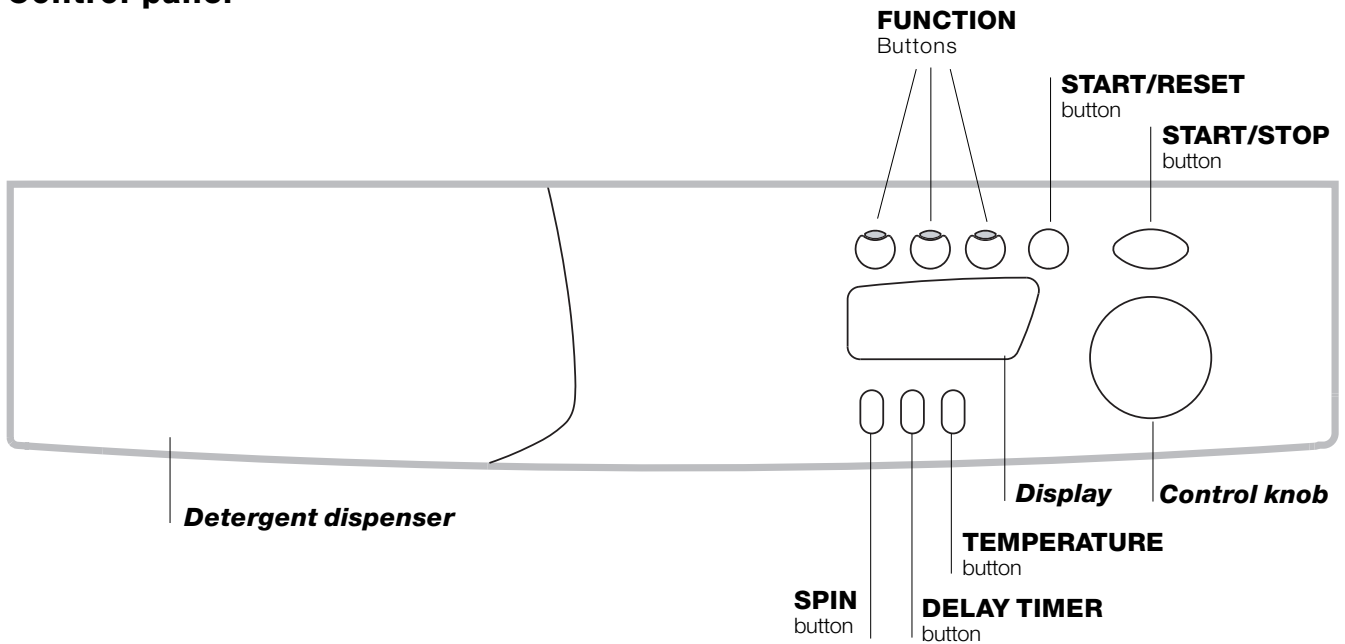 Control panel
FUNCTION
Buttons
START/RESET
button
START/STOP
button
Detergent dispenser
Display
Control knob
TEMPERATURE
button
SPIN
button
DELAY TIMER
button